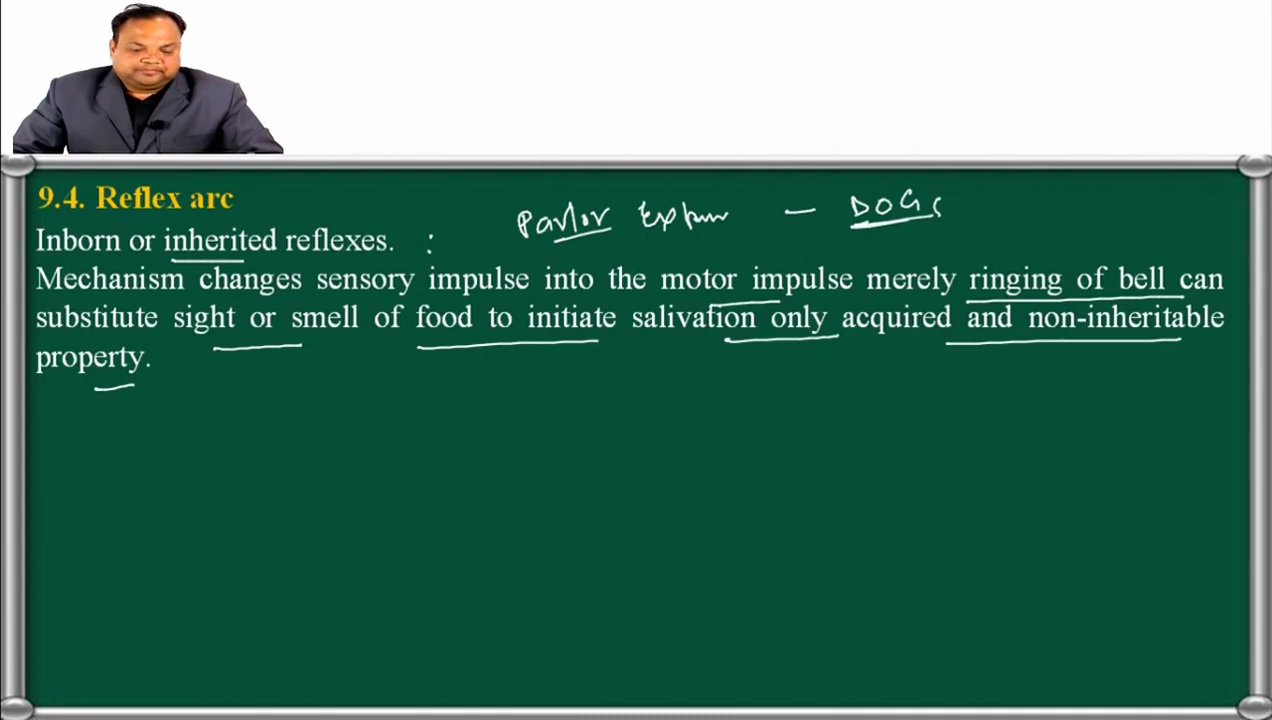 9.4. Reflex arc
Pavlov – DOGs
Inborn or inherited reflexes. :
Mechanism changes sensory impulse into the motor impulse merely ringing of bell can
substitute sight or smell of food to initiate salivation only acquired and non-inheritable
property.